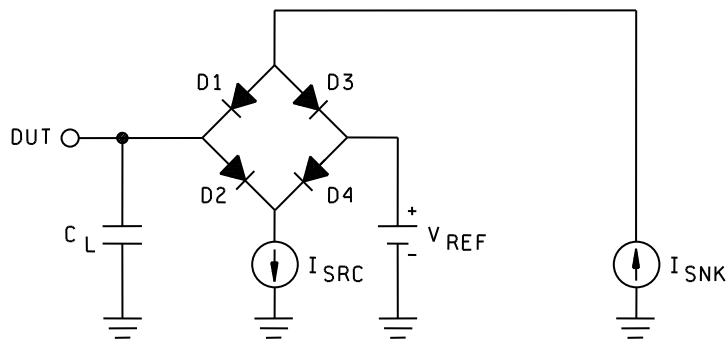 D1 D3
DUT
D2 D4
+
C L
V REF
-
I SRC
I SNK